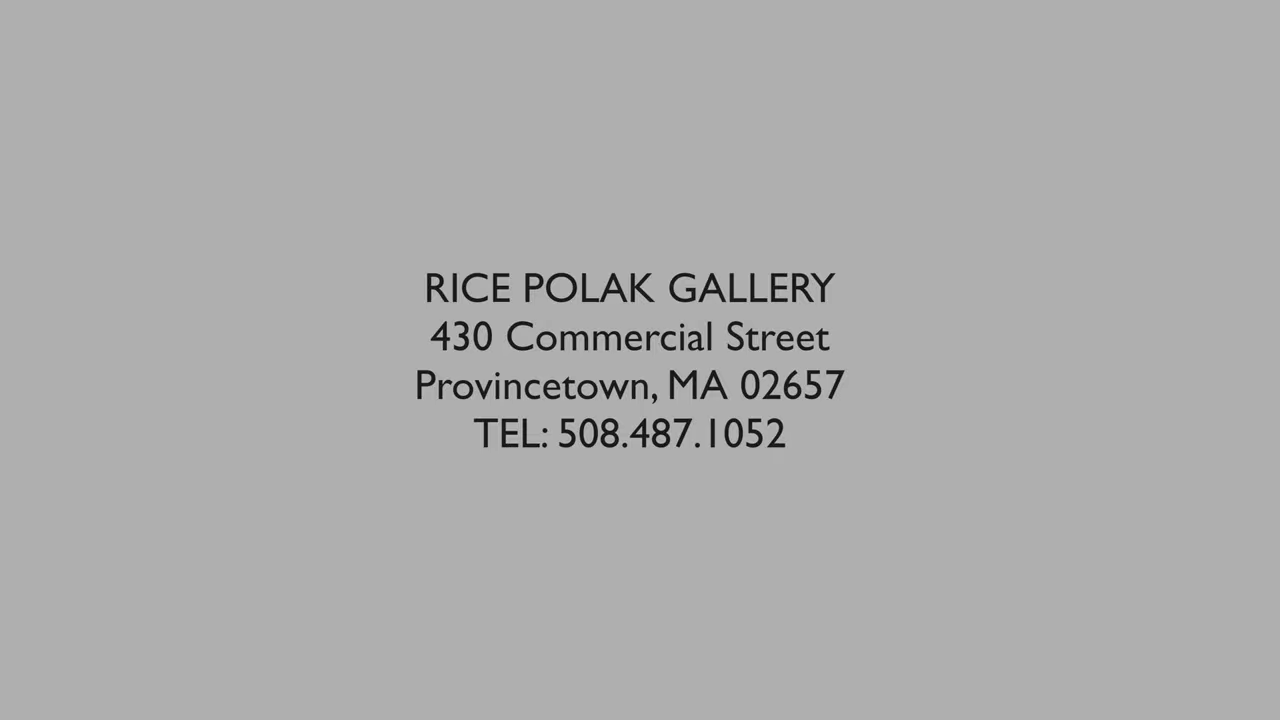 RICE POLAK GALLERY
430 Commercial Street
Provincetown, MA 02657
TEL: 508.487.1052